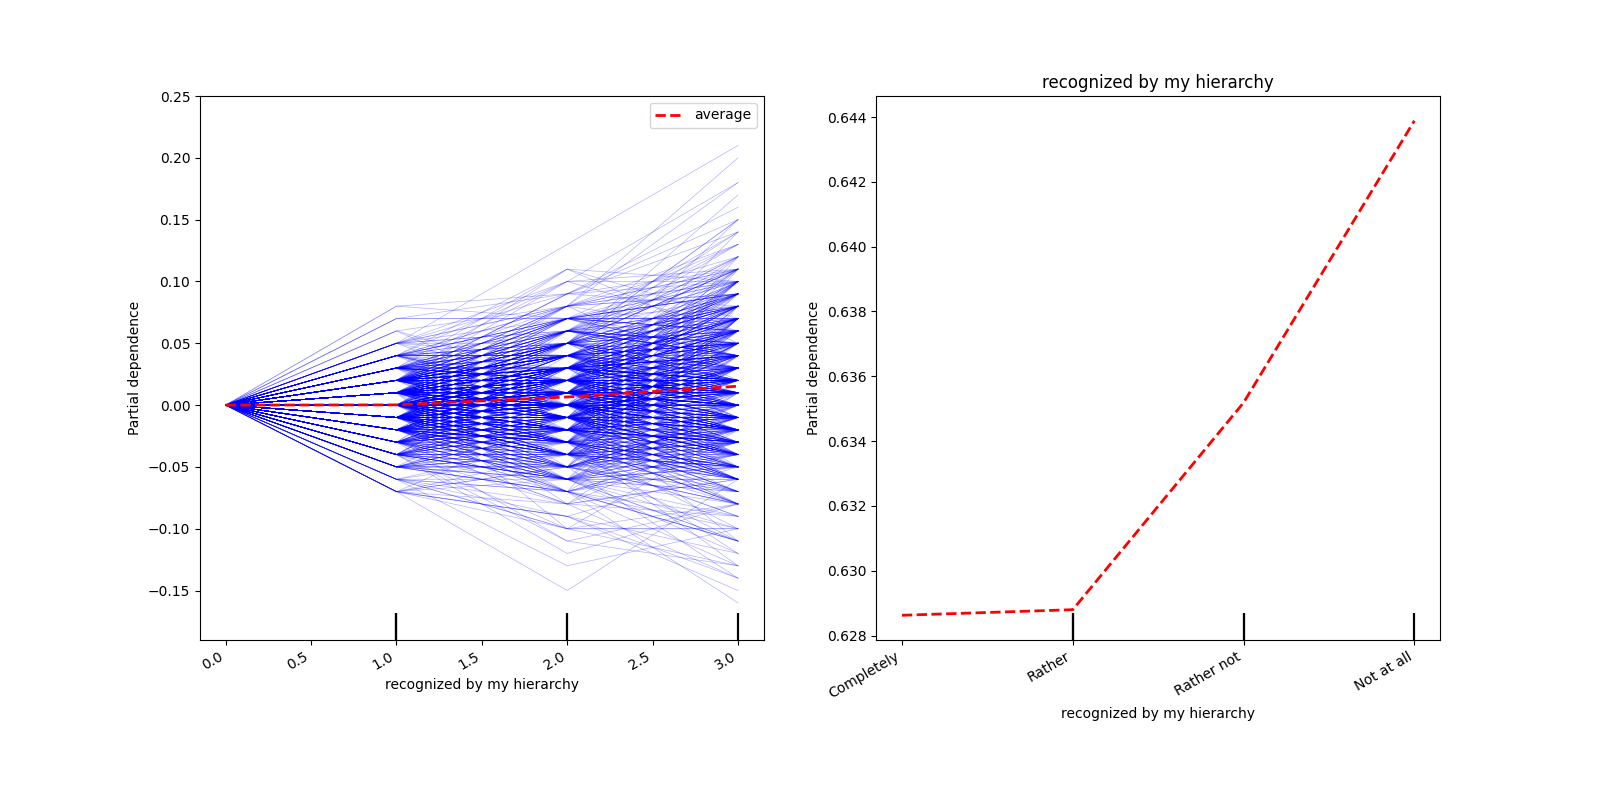 0.25
0.20
0.15
0.10
0.05
0.00
−0.05
−0.10
−0.15
Partial dependence
average
0.0
0.5
1.0
1.5
2.0
2.5
3.0
recognized by my hierarchy
recognized by my hierarchy
0.644
0.642
0.640
0.638
0.636
0.634
0.632
0.630
0.628
Partial dependence
Completely
Rather
Rather not
Not at all
recognized by my hierarchy